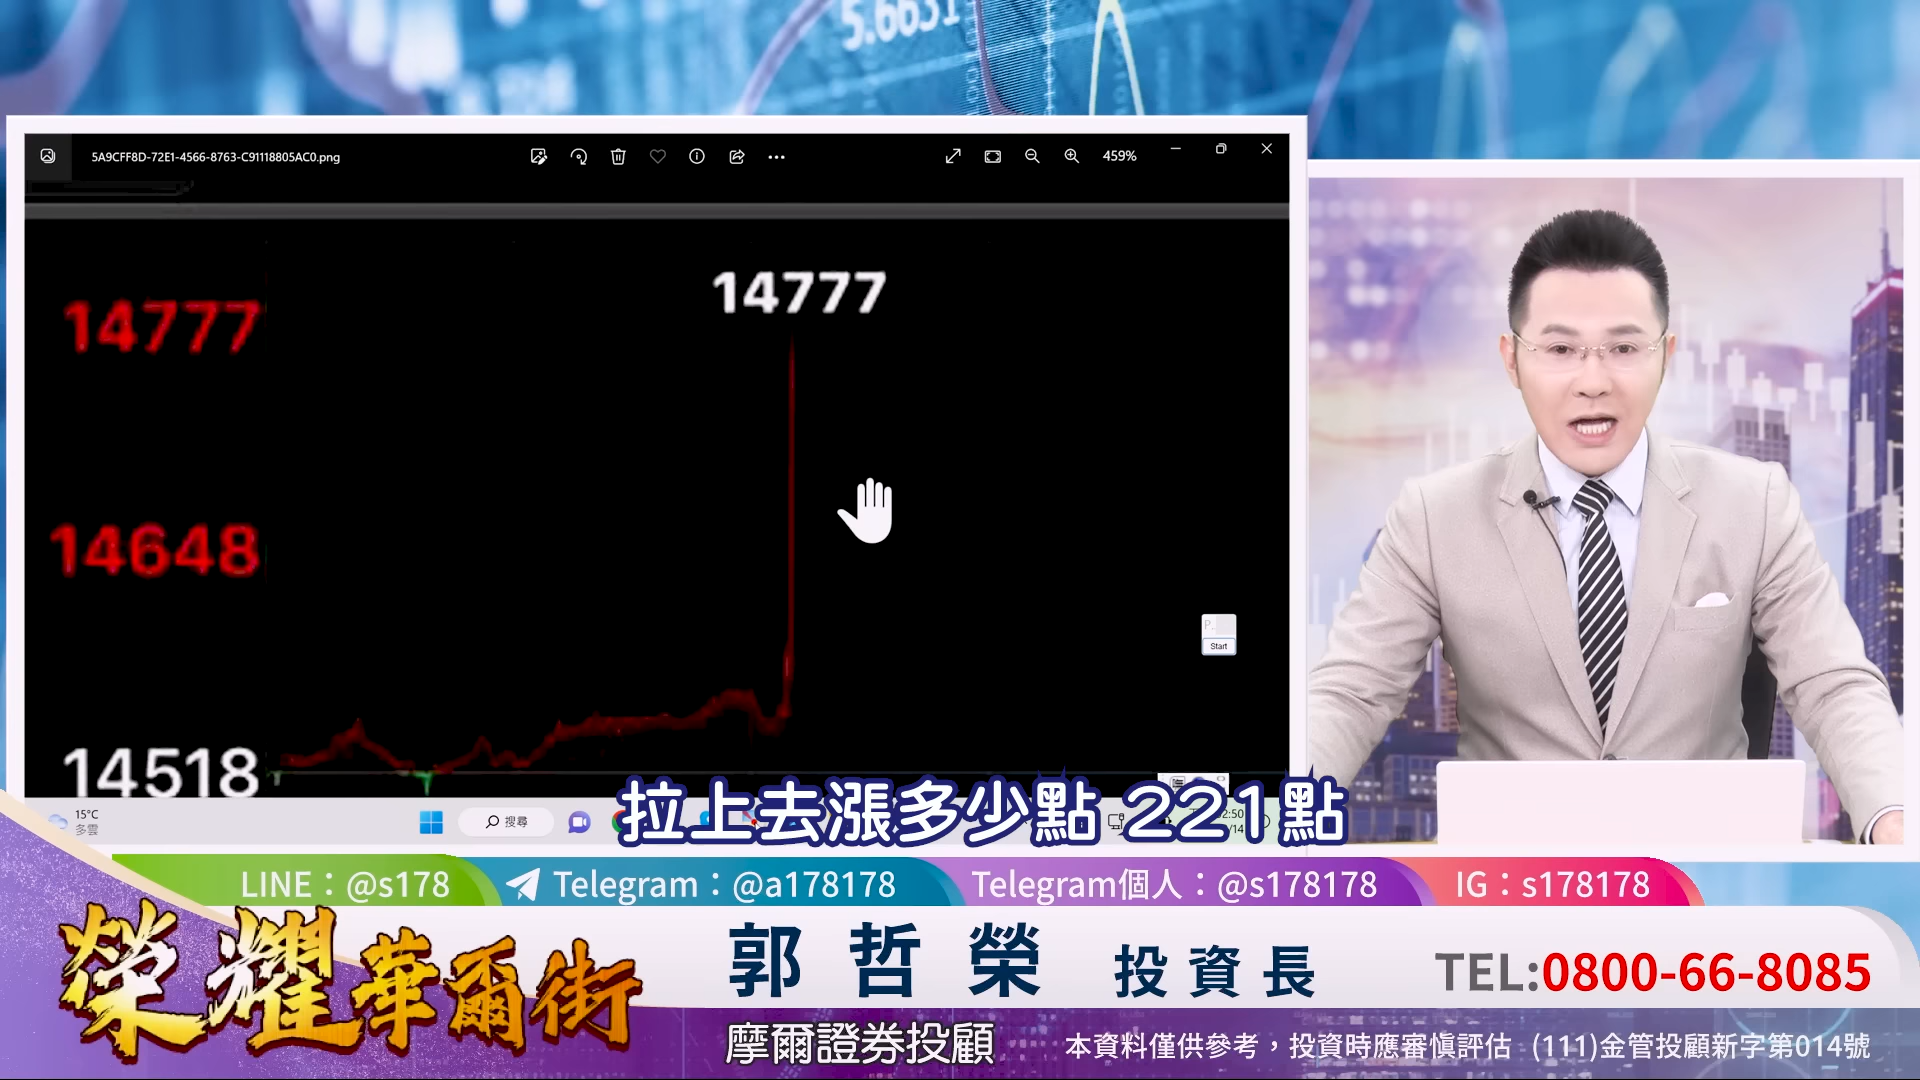 5.6631
5A9CFF8D-72E1-4566-8763-C91118805AC0.png
459%
14777
14777
14648
14518
Start
15°C
多雲
搜尋
拉上去漲多少點 221點
LINE：@s178
Telegram：@a178178
Telegram個人：@s178178
IG：s178178
榮耀華爾街
郭哲榮 投資長
TEL:0800-66-8085
摩爾證券投顧
本資料僅供參考，投資時應審慎評估 (111)金管投顧新字第014號